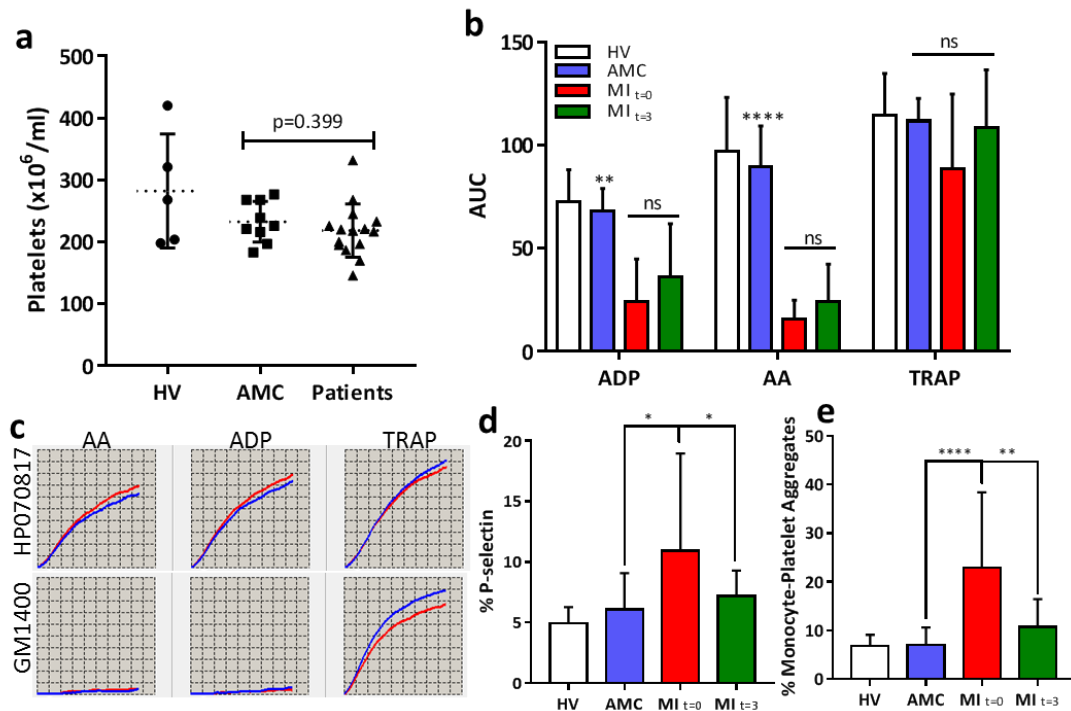 a
Platelets (x10⁶/ml)
500
400
300
200
100
0
p=0.399
HV AMC Patients
b
AUC
150
100
50
0
HV
AMC
MI t=0
MI t=3
**
ns
****
ns
ns
ADP AA TRAP
c
AA ADP TRAP
HP070817
GM1400
d
% P-selectin
20
15
10
5
0
* *
HV AMC MI t=0 MI t=3
e
% Monocyte-Platelet Aggregates
50
40
30
20
10
0
**** **
HV AMC MI t=0 MI t=3